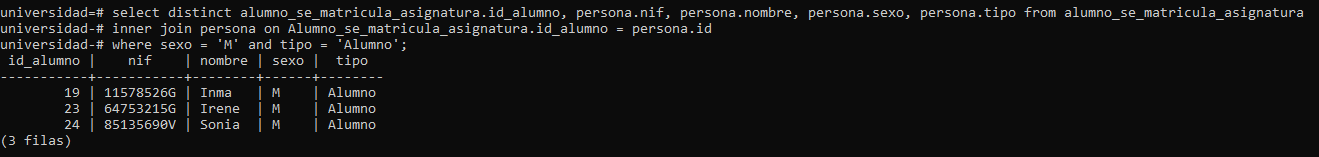 universidad=# select distinct alumno_se_matricula_asignatura.id_alumno, persona.nif, persona.nombre, persona.sexo, persona.tipo from alumno_se_matricula_asignatura
universidad-# inner join persona on Alumno_se_matricula_asignatura.id_alumno = persona.id
universidad-# where sexo = 'M' and tipo = 'Alumno';
 id_alumno |    nif    | nombre | sexo |  tipo
-----------+-----------+--------+------+--------
        19 | 11578526G | Inma   | M    | Alumno
        23 | 64753215G | Irene  | M    | Alumno
        24 | 85135690V | Sonia  | M    | Alumno
(3 filas)